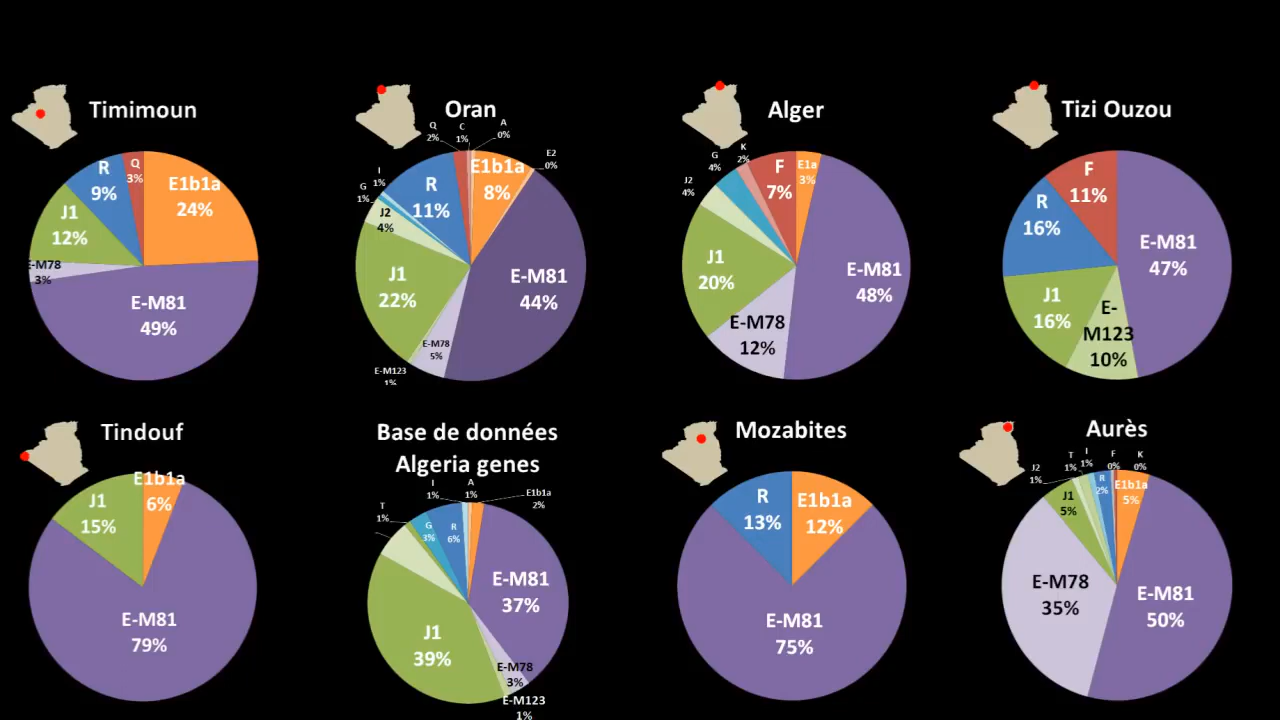 Timimoun
R
9%
Q
3%
E1b1a
24%
J1
12%
E-M78
3%
E-M81
49%
Oran
Q
2%
C
1%
A
0%
E2
0%
I
1%
G
1%
R
11%
E1b1a
8%
J2
4%
J1
22%
E-M81
44%
E-M78
5%
E-M123
1%
Alger
G
4%
K
2%
J2
4%
F
7%
E1a
3%
J1
20%
E-M81
48%
E-M78
12%
Tizi Ouzou
F
11%
R
16%
E-M81
47%
J1
16%
E-
M123
10%
Tindouf
E1b1a
6%
J1
15%
E-M81
79%
Base de données
Algeria genes
I
1%
A
1%
E1b1a
2%
T
1%
G
3%
R
6%
E-M81
37%
J1
39%
E-M78
3%
E-M123
1%
Mozabites
R
13%
E1b1a
12%
E-M81
75%
Aurès
J2
1%
T
1%
I
1%
F
0%
K
0%
R
2%
E1b1a
5%
J1
5%
E-M78
35%
E-M81
50%